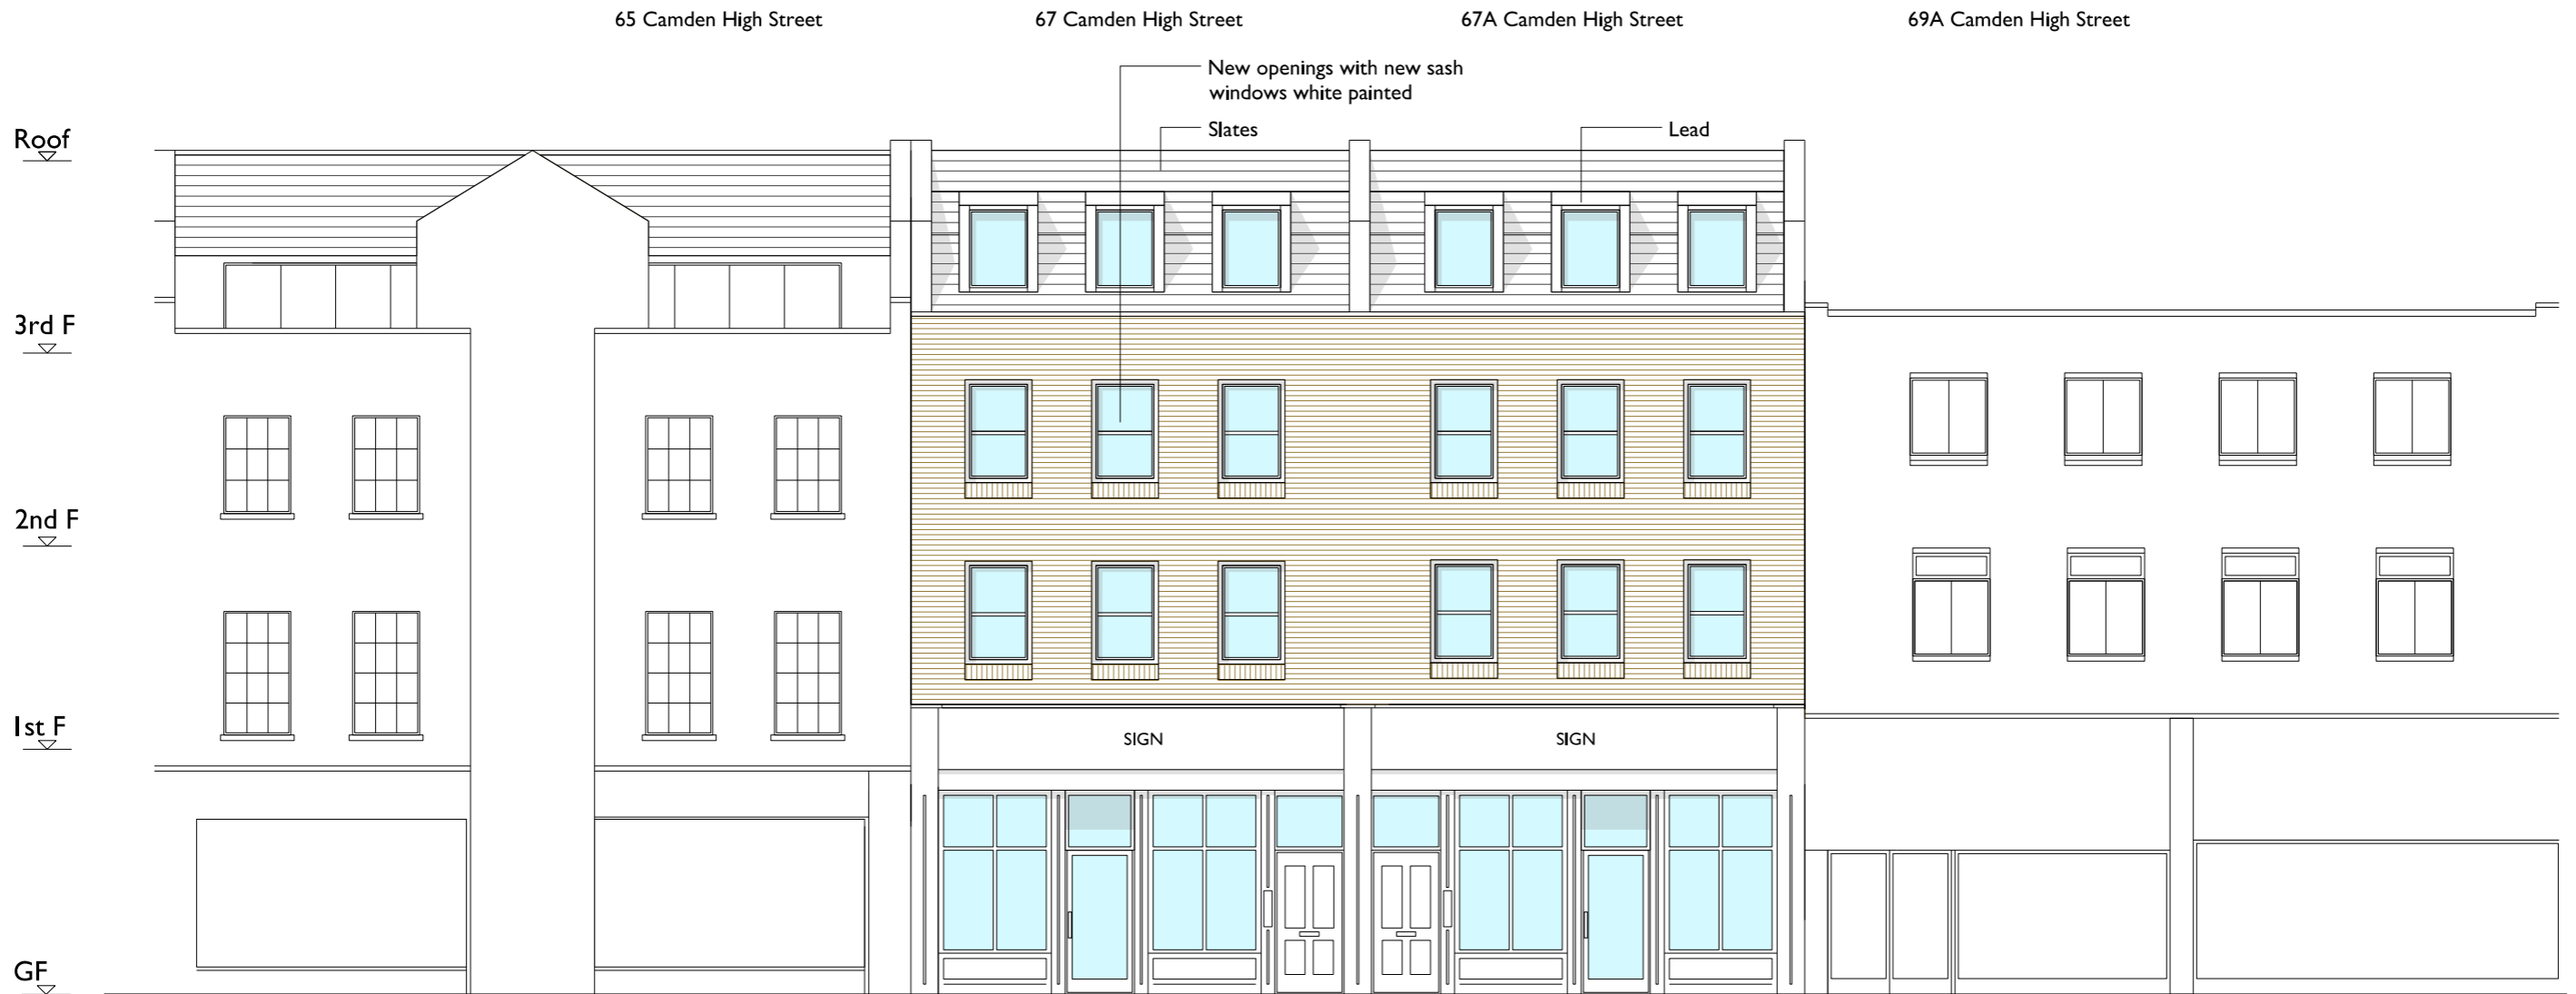 65 Camden High Street
67 Camden High Street
67A Camden High Street
69A Camden High Street
New openings with new sash
windows white painted
Slates
Lead
Roof
3rd F
2nd F
1st F
SIGN
SIGN
GF